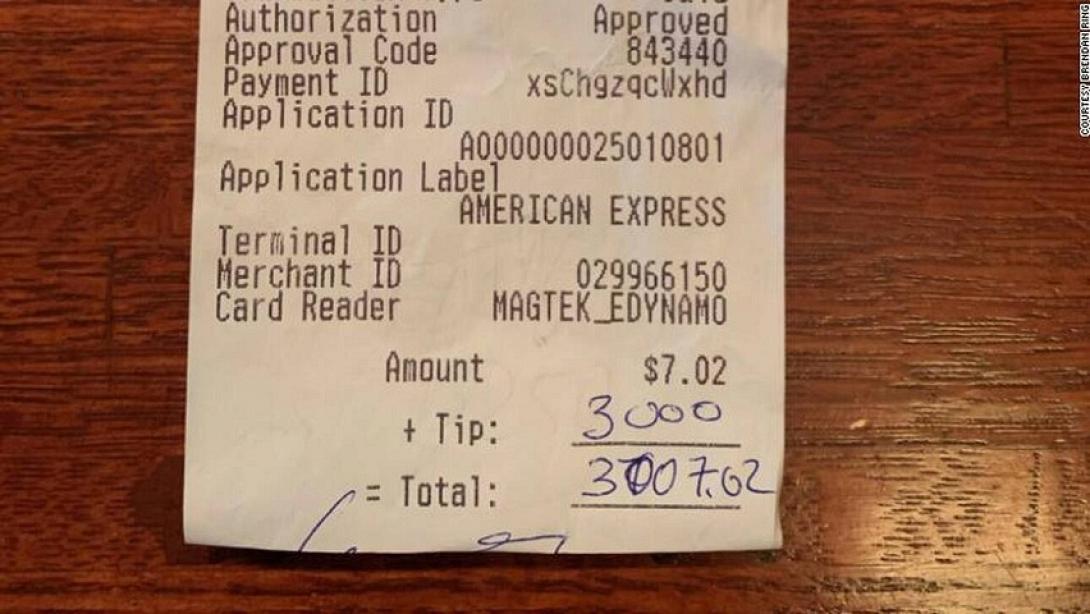 Authorization Approved
Approval Code 843440
Payment ID xsChgzqcWxhd
Application ID
A000000025010801
Application Label
AMERICAN EXPRESS
Terminal ID
Merchant ID 029966150
Card Reader MAGTEK_EDYNAMO
Amount $7.02
+ Tip: 3000
= Total: 3007.02
COURTESY BRENDAN RING